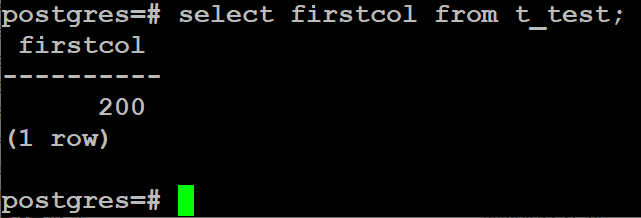 postgres=# select firstcol from t_test;
 firstcol
----------
      200
(1 row)
postgres=#